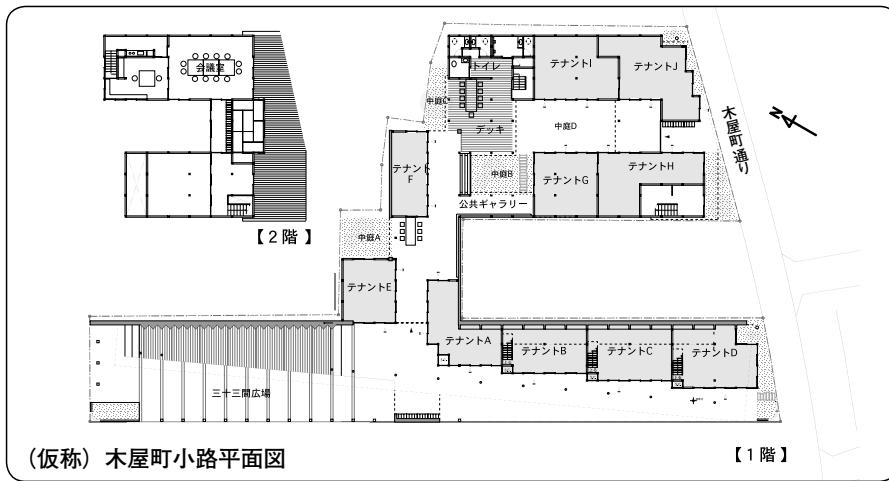 会議室
【２階】
トイレ
テナントI
テナントJ
中庭C
デッキ
中庭D
木屋町通り
N
テナント
F
中庭B
テナントG
テナントH
公共ギャラリー
中庭A
テナントE
テナントA
テナントB
テナントC
テナントD
三十三間広場
（仮称）木屋町小路平面図
【１階】